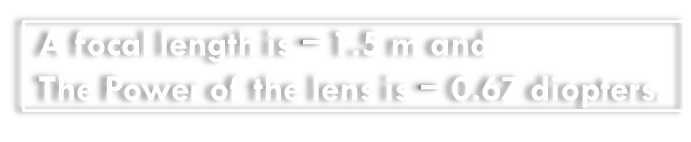 A focal length is = 1.5 m and
The Power of the lens is = 0.67 diopters.